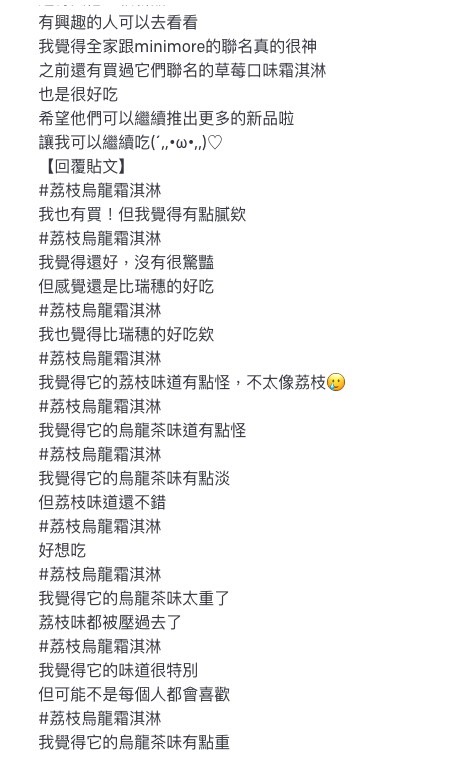 有興趣的人可以去看看
我覺得全家跟minimore的聯名真的很神
之前還有買過它們聯名的草莓口味霜淇淋
也是很好吃
希望他們可以繼續推出更多的新品啦
讓我可以繼續吃(´,,•ω•,,)♡
【回覆貼文】
#荔枝烏龍霜淇淋
我也有買！但我覺得有點膩欸
#荔枝烏龍霜淇淋
我覺得還好，沒有很驚豔
但感覺還是比瑞穗的好吃
#荔枝烏龍霜淇淋
我也覺得比瑞穗的好吃欸
#荔枝烏龍霜淇淋
我覺得它的荔枝味道有點怪，不太像荔枝🥲
#荔枝烏龍霜淇淋
我覺得它的烏龍茶味道有點怪
#荔枝烏龍霜淇淋
我覺得它的烏龍茶味有點淡
但荔枝味道還不錯
#荔枝烏龍霜淇淋
好想吃
#荔枝烏龍霜淇淋
我覺得它的烏龍茶味太重了
荔枝味都被壓過去了
#荔枝烏龍霜淇淋
我覺得它的味道很特別
但可能不是每個人都會喜歡
#荔枝烏龍霜淇淋
我覺得它的烏龍茶味有點重